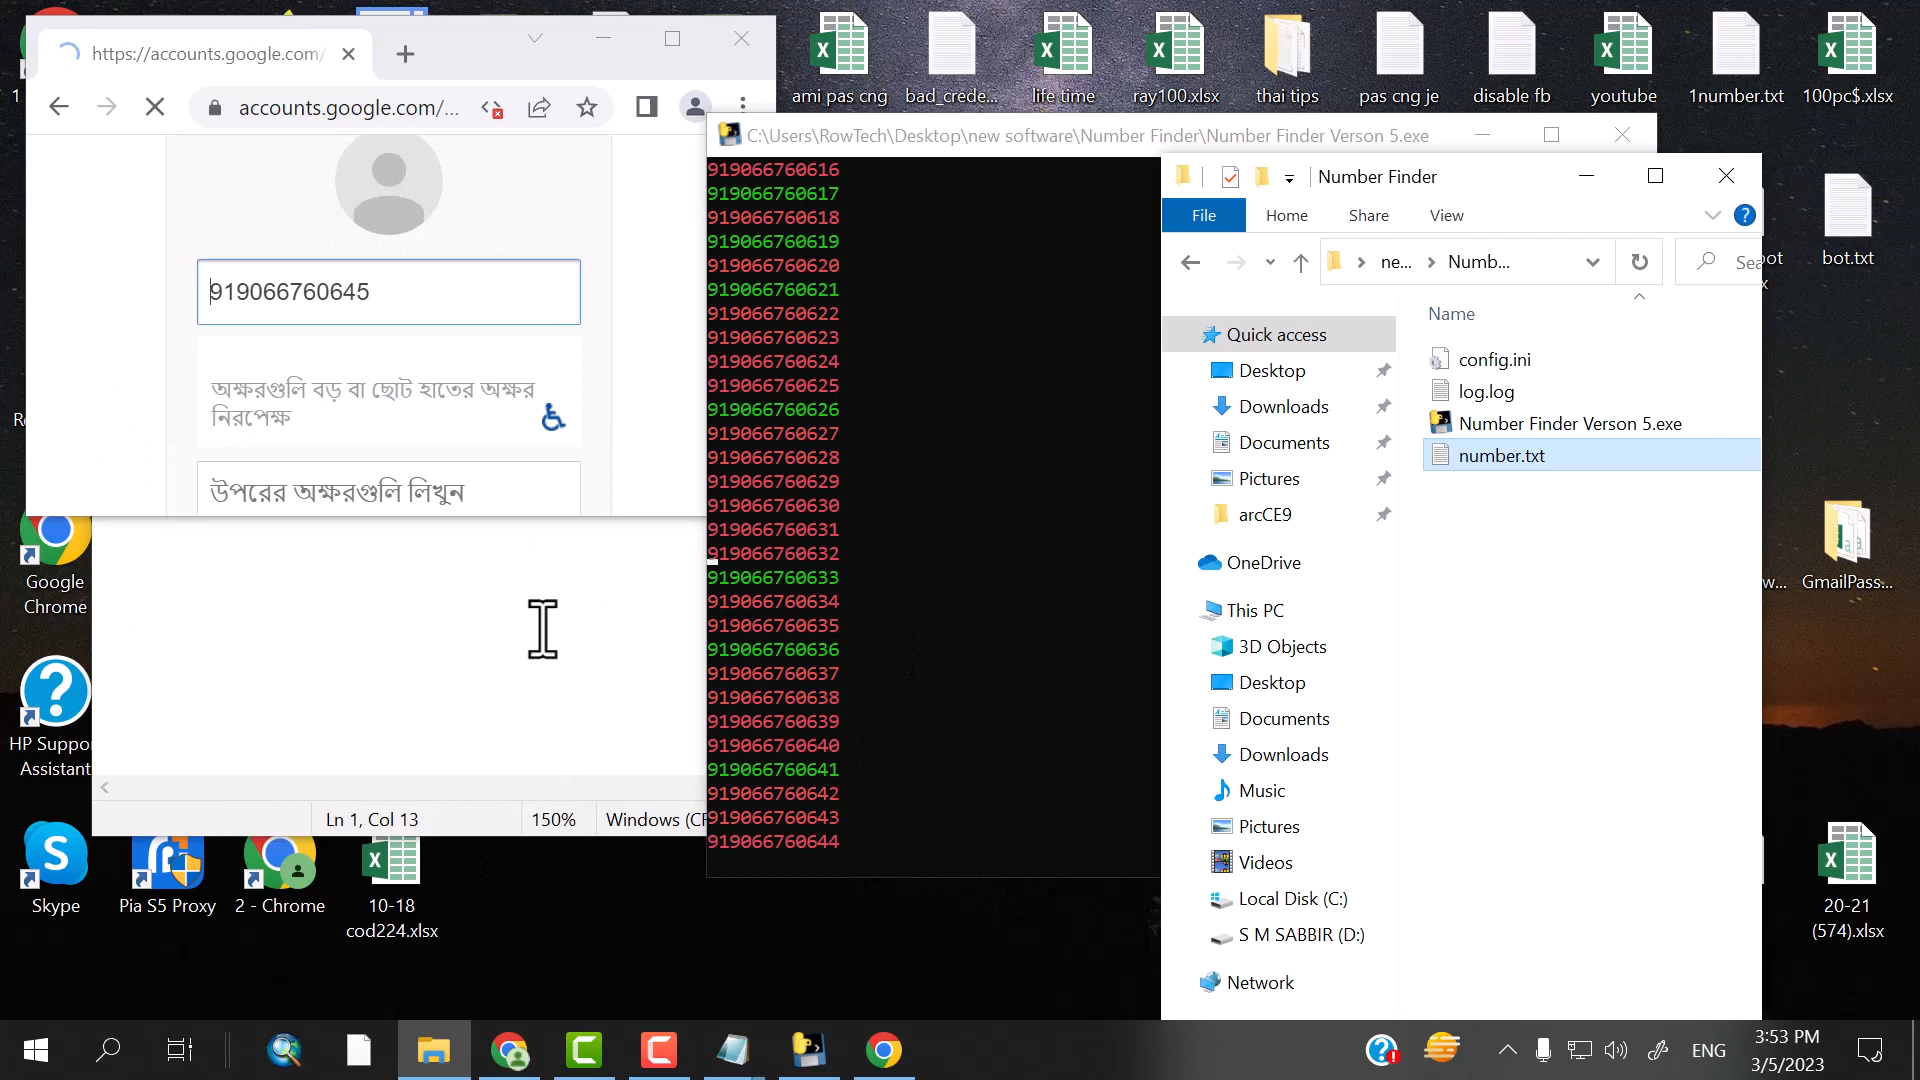 https://accounts.google.com/
accounts.google.com/...
919066760645
অক্ষরগুলি বড় বা ছোট হাতের অক্ষর
নিরপেক্ষ
উপরের অক্ষরগুলি লিখুন
Ln 1, Col 13
150%
Windows (CR
ami pas cng
bad_crede...
life time
ray100.xlsx
thai tips
pas cng je
disable fb
youtube
1number.txt
100pc$.xlsx
C:\Users\RowTech\Desktop\new software\Number Finder\Number Finder Verson 5.exe
919066760616
919066760617
919066760618
919066760619
919066760620
919066760621
919066760622
919066760623
919066760624
919066760625
919066760626
919066760627
919066760628
919066760629
919066760630
919066760631
919066760632
919066760633
919066760634
919066760635
919066760636
919066760637
919066760638
919066760639
919066760640
919066760641
919066760642
919066760643
919066760644
Number Finder
File
Home
Share
View
ne...
Numb...
Sea
Name
config.ini
log.log
Number Finder Verson 5.exe
number.txt
Quick access
Desktop
Downloads
Documents
Pictures
arcCE9
OneDrive
This PC
3D Objects
Desktop
Documents
Downloads
Music
Pictures
Videos
Local Disk (C:)
S M SABBIR (D:)
Network
bot.txt
GmailPass...
20-21
(574).xlsx
Google
Chrome
HP Suppo
Assistant
Skype
Pia S5 Proxy
2 - Chrome
10-18
cod224.xlsx
ENG
3:53 PM
3/5/2023